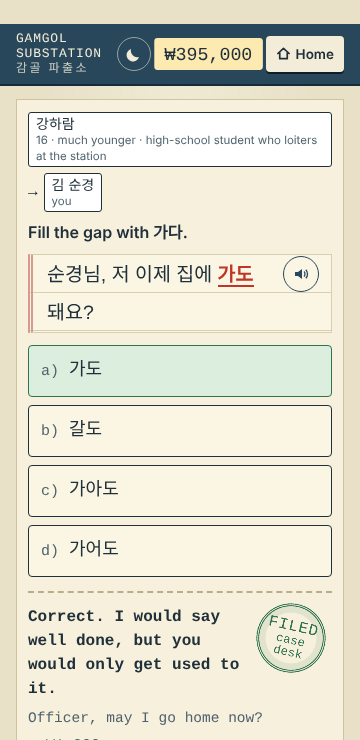 GAMGOL
SUBSTATION
감골 파출소
₩395,000
Home
강하람
16 · much younger · high-school student who loiters
at the station
→
김 순경
you
Fill the gap with 가다.
순경님, 저 이제 집에 가도
돼요?
a) 가도
b) 갈도
c) 가아도
d) 가어도
Correct. I would say
well done, but you
would only get used to
it.
FILED
case
desk
Officer, may I go home now?